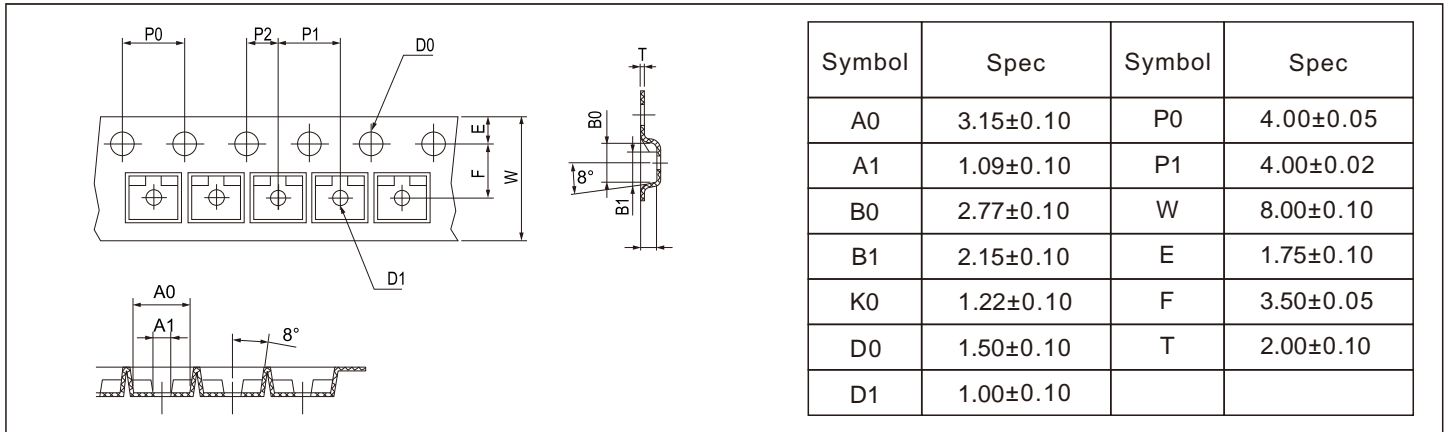 P0 P2 P1 D0
E
F
W
D1
A0
A1
8°
T
B0
8°
B1
Symbol Spec Symbol Spec
A0 3.15±0.10 P0 4.00±0.05
A1 1.09±0.10 P1 4.00±0.02
B0 2.77±0.10 W 8.00±0.10
B1 2.15±0.10 E 1.75±0.10
K0 1.22±0.10 F 3.50±0.05
D0 1.50±0.10 T 2.00±0.10
D1 1.00±0.10